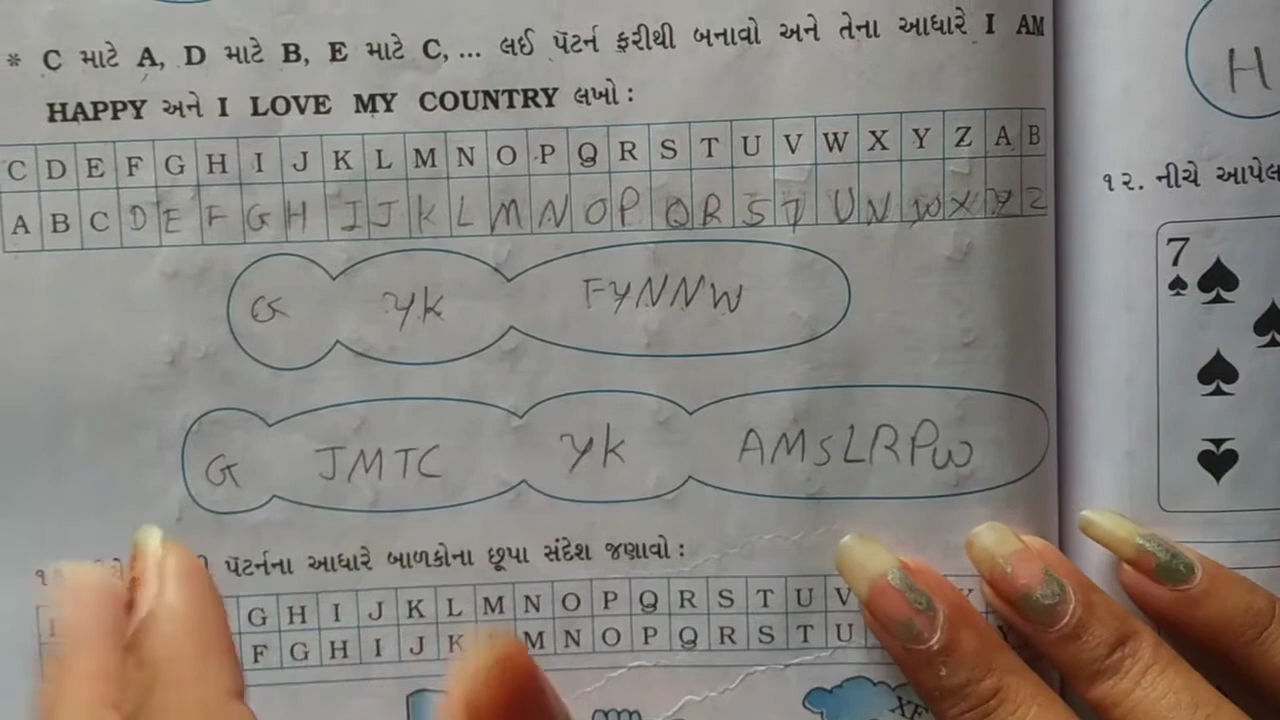 * C માટે A, D માટે B, E માટે C, ... લઈ પૅટર્ન ફરીથી બનાવો અને તેના આધારે I AM
HAPPY અને I LOVE MY COUNTRY લખો :
C D E F G H I J K L M N O P Q R S T U V W X Y Z A B
A B C D E F G H I J K L M N O P Q R S T U V W X Y Z
G YK FYNNW
G JMTC YK AMSLRPW
પૅટર્નના આધારે બાળકોના છૂપા સંદેશ જણાવો :
G H I J K L M N O P Q R S T U V
F G H I J K M N O P Q R S T U
XF
H
૧૨. નીચે આપેલ
7